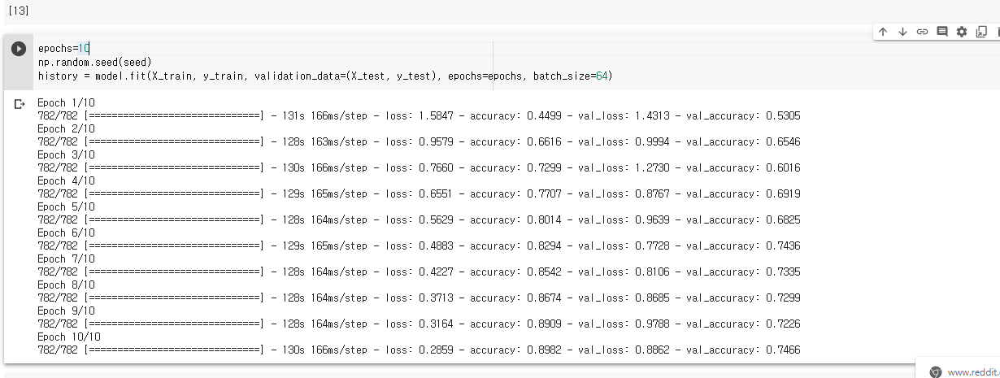 [13]
epochs=10
np.random.seed(seed)
history = model.fit(X_train, y_train, validation_data=(X_test, y_test), epochs=epochs, batch_size=64)
Epoch 1/10
782/782 [==============================] - 131s 166ms/step - loss: 1.5847 - accuracy: 0.4499 - val_loss: 1.4313 - val_accuracy: 0.5305
Epoch 2/10
782/782 [==============================] - 128s 163ms/step - loss: 0.9579 - accuracy: 0.6616 - val_loss: 0.9994 - val_accuracy: 0.6546
Epoch 3/10
782/782 [==============================] - 130s 166ms/step - loss: 0.7660 - accuracy: 0.7299 - val_loss: 1.2730 - val_accuracy: 0.6016
Epoch 4/10
782/782 [==============================] - 129s 165ms/step - loss: 0.6551 - accuracy: 0.7707 - val_loss: 0.8767 - val_accuracy: 0.6919
Epoch 5/10
782/782 [==============================] - 128s 164ms/step - loss: 0.5629 - accuracy: 0.8014 - val_loss: 0.9639 - val_accuracy: 0.6825
Epoch 6/10
782/782 [==============================] - 129s 165ms/step - loss: 0.4883 - accuracy: 0.8294 - val_loss: 0.7728 - val_accuracy: 0.7436
Epoch 7/10
782/782 [==============================] - 128s 164ms/step - loss: 0.4227 - accuracy: 0.8542 - val_loss: 0.8106 - val_accuracy: 0.7335
Epoch 8/10
782/782 [==============================] - 128s 164ms/step - loss: 0.3713 - accuracy: 0.8674 - val_loss: 0.8685 - val_accuracy: 0.7299
Epoch 9/10
782/782 [==============================] - 128s 164ms/step - loss: 0.3164 - accuracy: 0.8909 - val_loss: 0.9788 - val_accuracy: 0.7226
Epoch 10/10
782/782 [==============================] - 130s 166ms/step - loss: 0.2859 - accuracy: 0.8982 - val_loss: 0.8862 - val_accuracy: 0.7466
www.reddit.